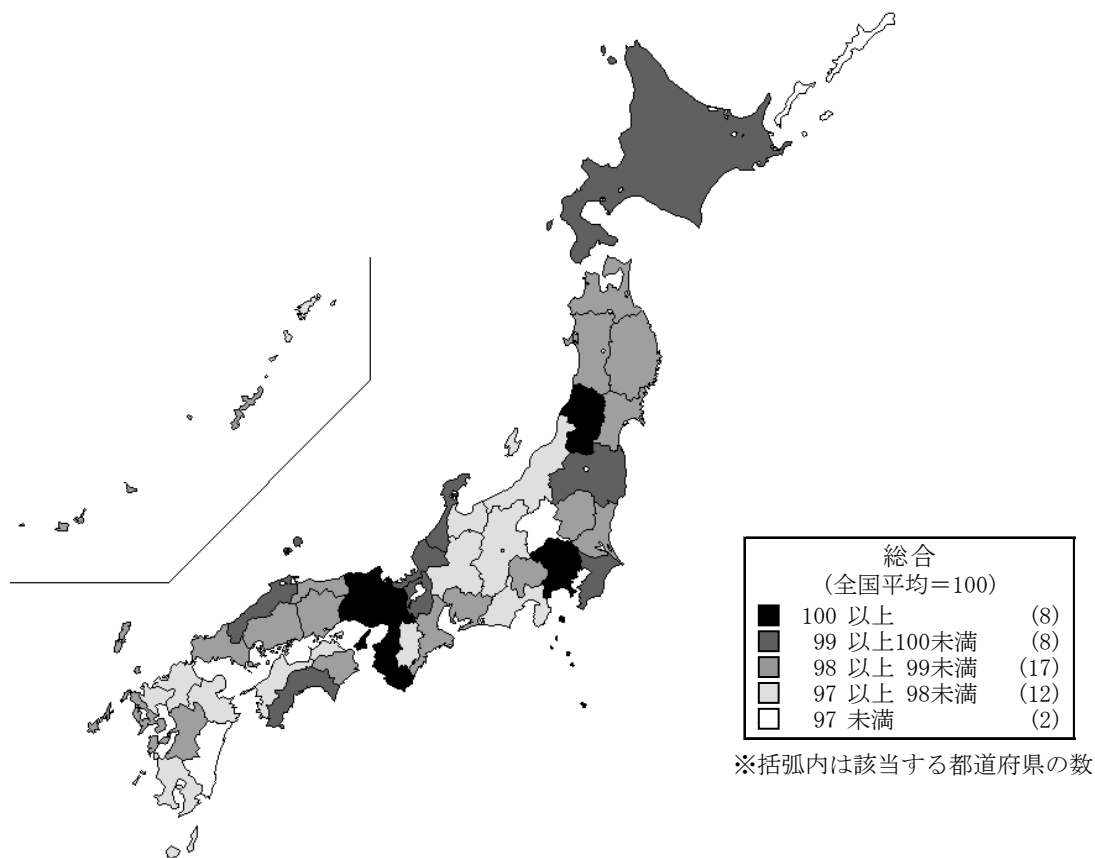 総合
(全国平均＝100)
100 以上 (8)
99 以上100未満 (8)
98 以上 99未満 (17)
97 以上 98未満 (12)
97 未満 (2)
※括弧内は該当する都道府県の数